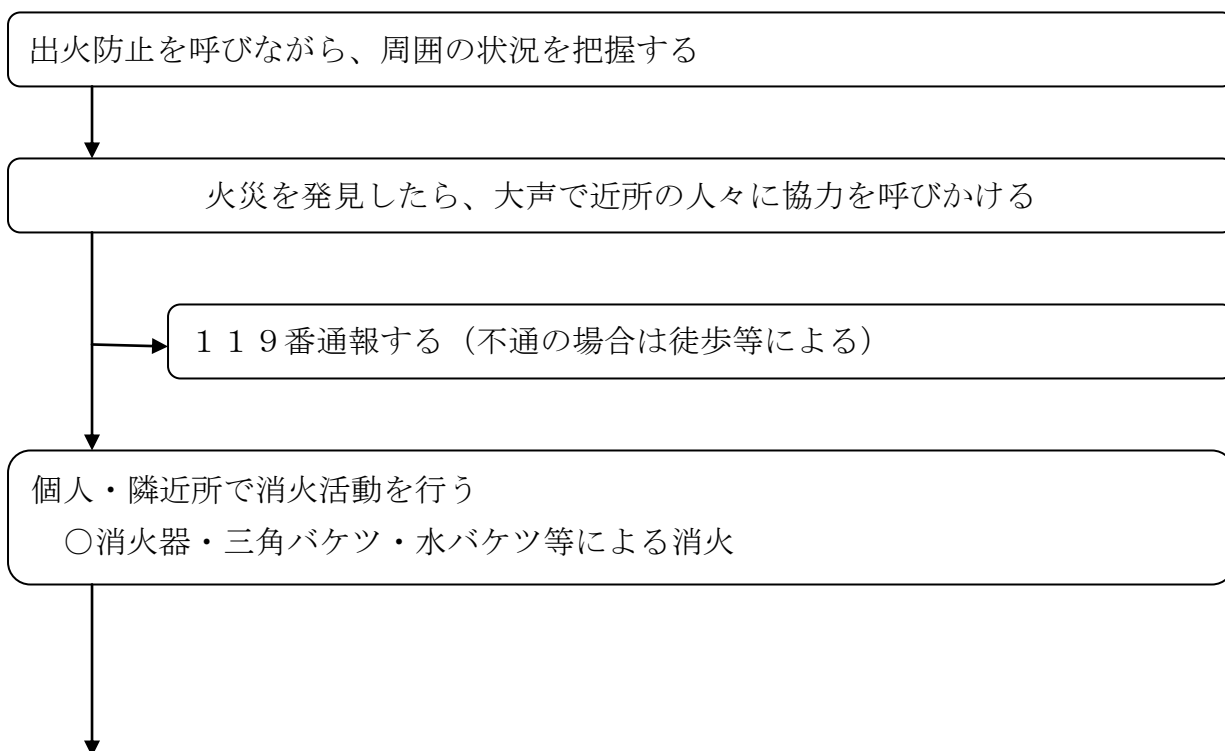 出火防止を呼びながら、周囲の状況を把握する
火災を発見したら、大声で近所の人々に協力を呼びかける
１１９番通報する（不通の場合は徒歩等による）
個人・隣近所で消火活動を行う
○消火器・三角バケツ・水バケツ等による消火